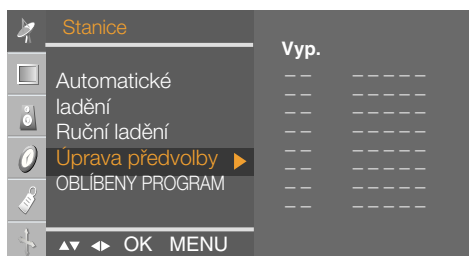 Stanice
Automatické
ladění
Ruční ladění
Úprava předvolby ▶
OBLÍBENY PROGRAM
▲▼ ◀▶ OK MENU
Vyp.
– – – – – – –
– – – – – – –
– – – – – – –
– – – – – – –
– – – – – – –
– – – – – – –
– – – – – – –
– – – – – – –